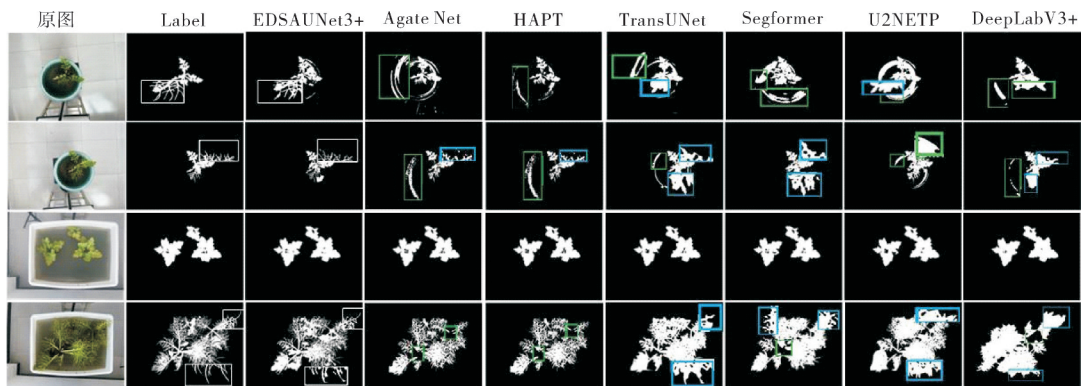 原图 Label EDSAUNet3+ Agate Net HAPT TransUNet Segformer U2NETP DeepLabV3+